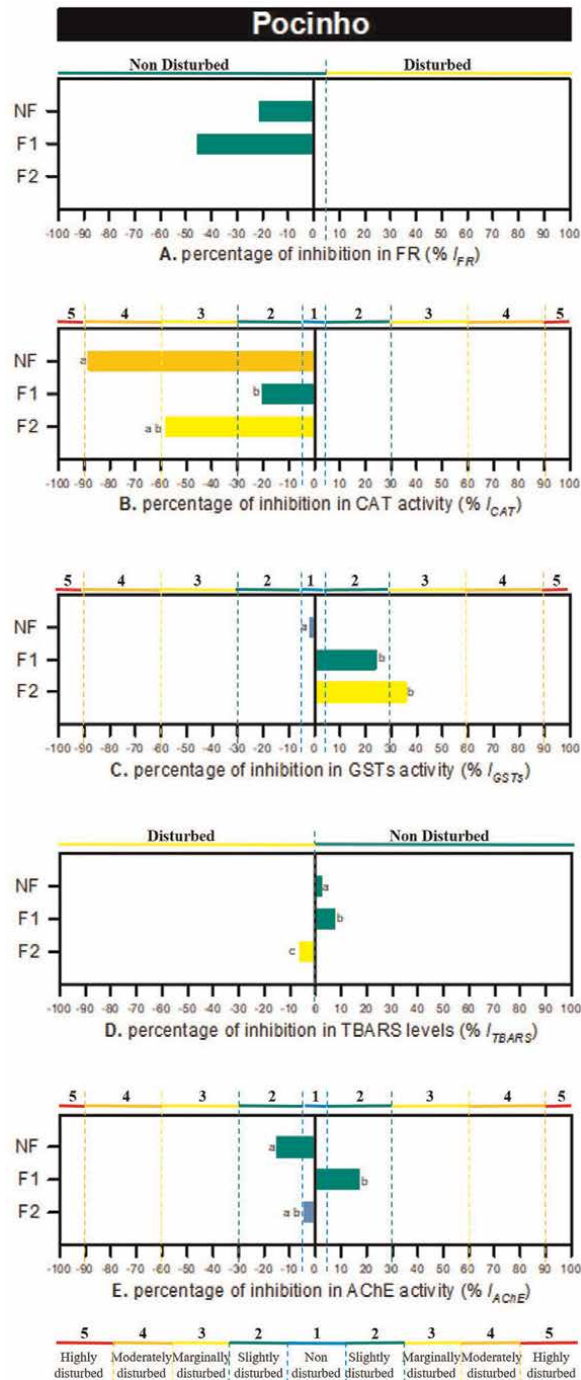 Pocinho
Non Disturbed Disturbed
NF
F1
F2
-100 -90 -80 -70 -60 -50 -40 -30 -20 -10 0 10 20 30 40 50 60 70 80 90 100
A. percentage of inhibition in FR (% I_FR)
5 4 3 2 1 2 3 4 5
NF a
F1 b
F2 a b
-100 -90 -80 -70 -60 -50 -40 -30 -20 -10 0 10 20 30 40 50 60 70 80 90 100
B. percentage of inhibition in CAT activity (% I_CAT)
5 4 3 2 1 2 3 4 5
NF a
F1 b
F2 b
-100 -90 -80 -70 -60 -50 -40 -30 -20 -10 0 10 20 30 40 50 60 70 80 90 100
C. percentage of inhibition in GSTs activity (% I_GSTs)
Disturbed Non Disturbed
NF a
F1 b
F2 c
-100 -90 -80 -70 -60 -50 -40 -30 -20 -10 0 10 20 30 40 50 60 70 80 90 100
D. percentage of inhibition in TBARS levels (% I_TBARS)
5 4 3 2 1 2 3 4 5
NF a
F1 b
F2 a b
-100 -90 -80 -70 -60 -50 -40 -30 -20 -10 0 10 20 30 40 50 60 70 80 90 100
E. percentage of inhibition in AChE activity (% I_AChE)
5 4 3 2 1 2 3 4 5
Highly Moderately Marginally Slightly Non Slightly Marginally Moderately Highly
disturbed disturbed disturbed disturbed disturbed disturbed disturbed disturbed disturbed